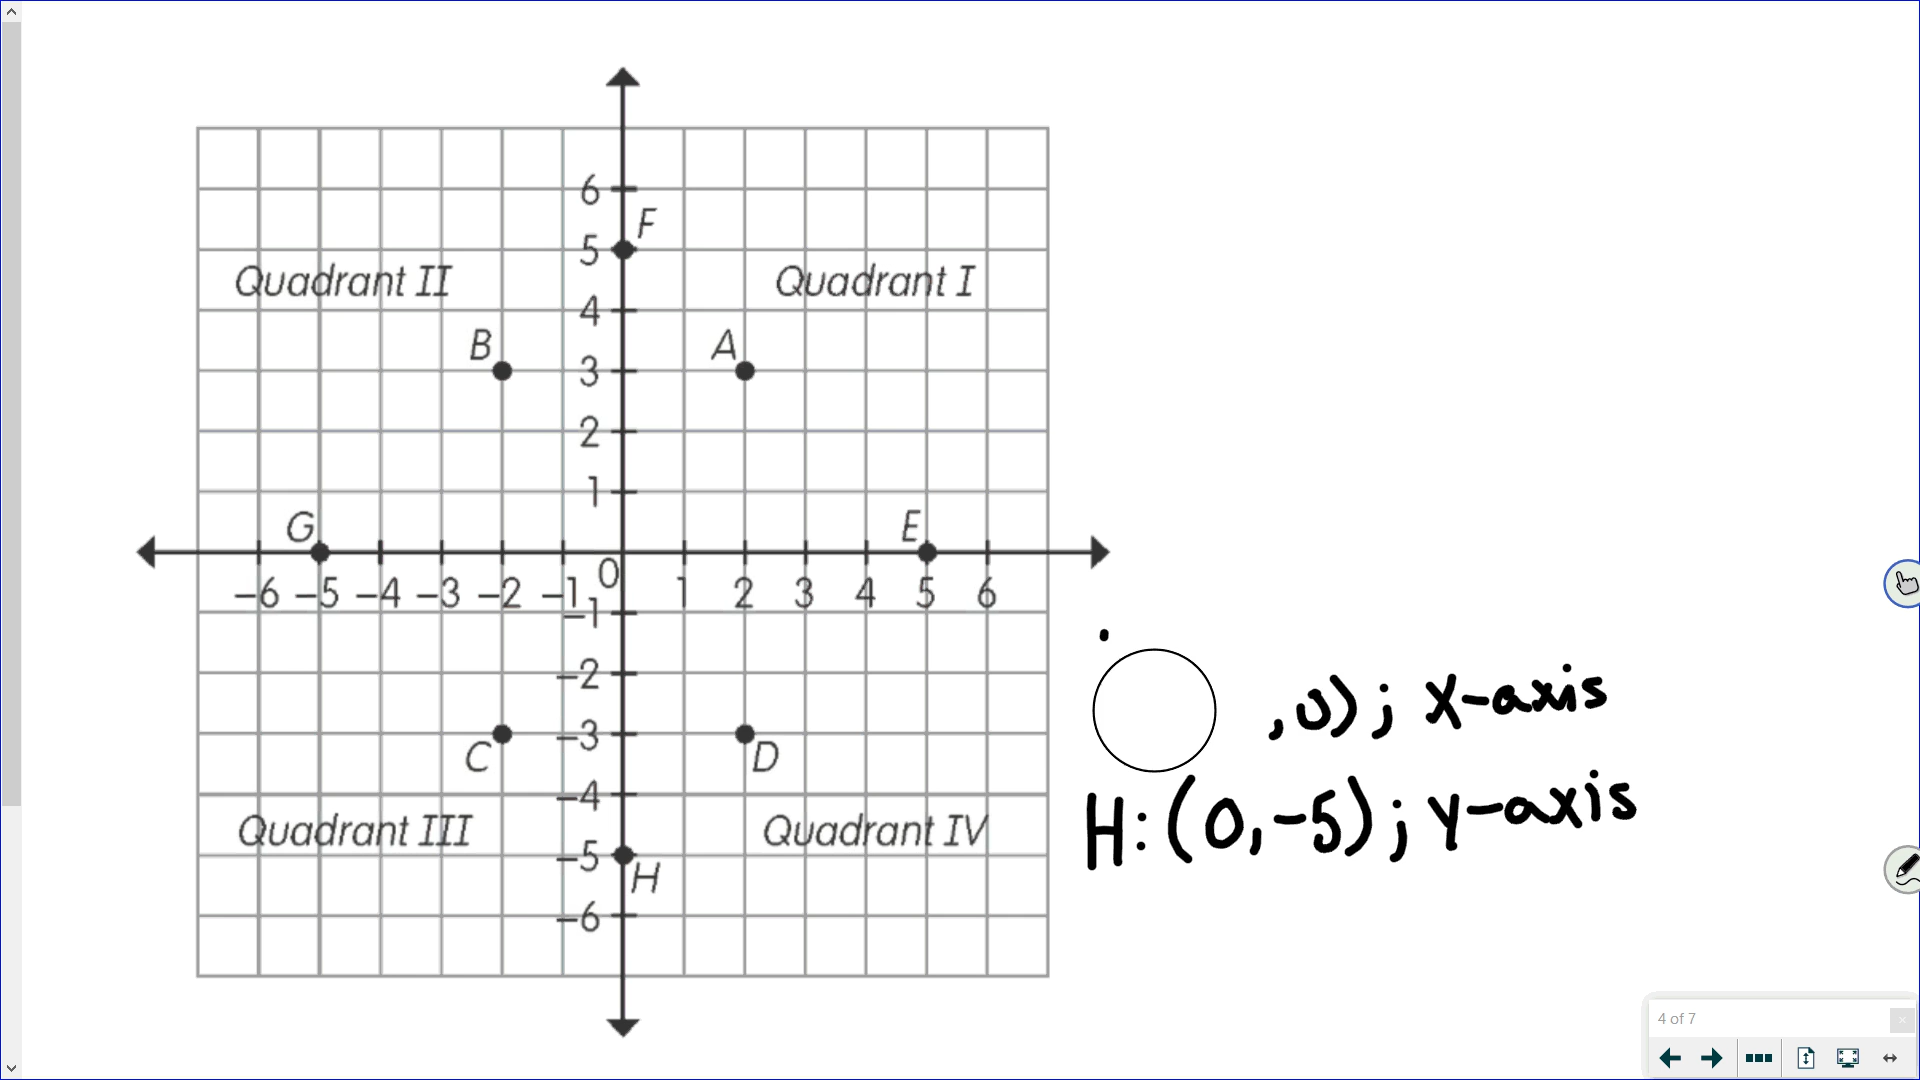 6
F
5
Quadrant II Quadrant I
4
B A
3
2
1
G E
0
−6 −5 −4 −3 −2 −1 1 2 3 4 5 6
−1
−2
,0); x-axis
−3
C D
−4
H: (0,-5); y-axis
Quadrant III Quadrant IV
−5
H
−6
4 of 7